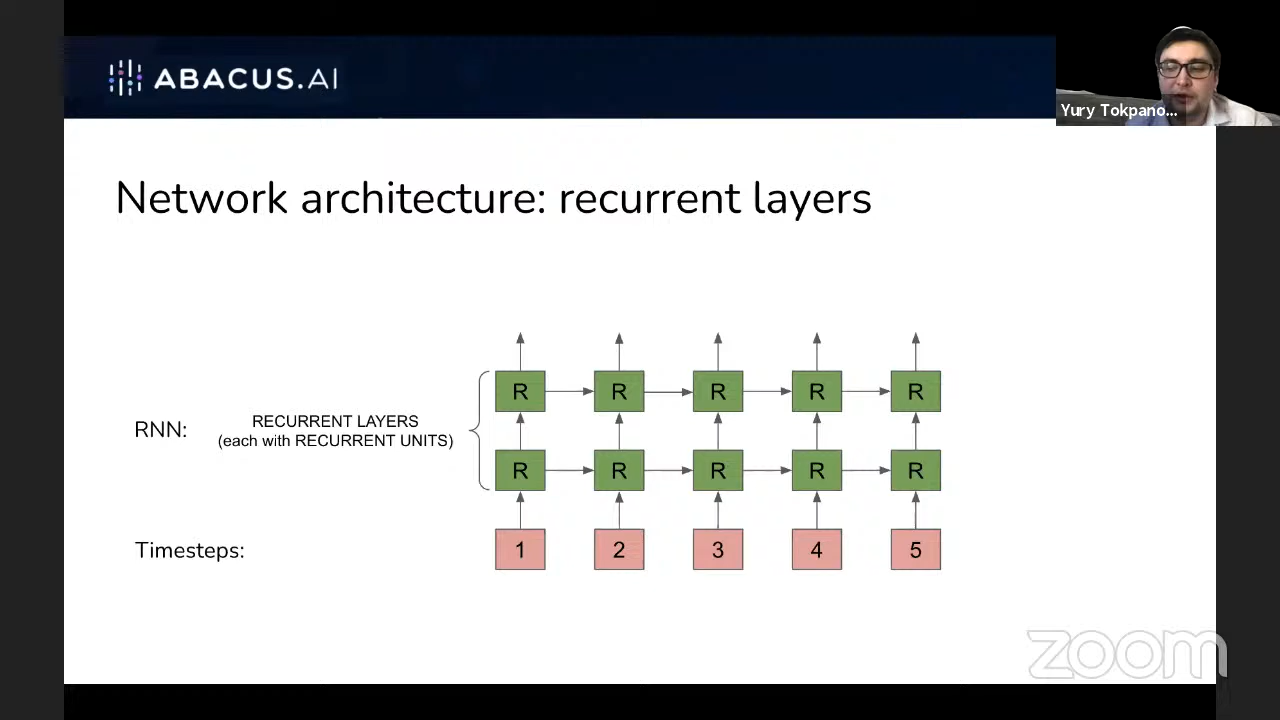 ABACUS.AI
Yury Tokpano...
Network architecture: recurrent layers
R R R R R
RNN: RECURRENT LAYERS
(each with RECURRENT UNITS)
R R R R R
Timesteps: 1 2 3 4 5
zoom